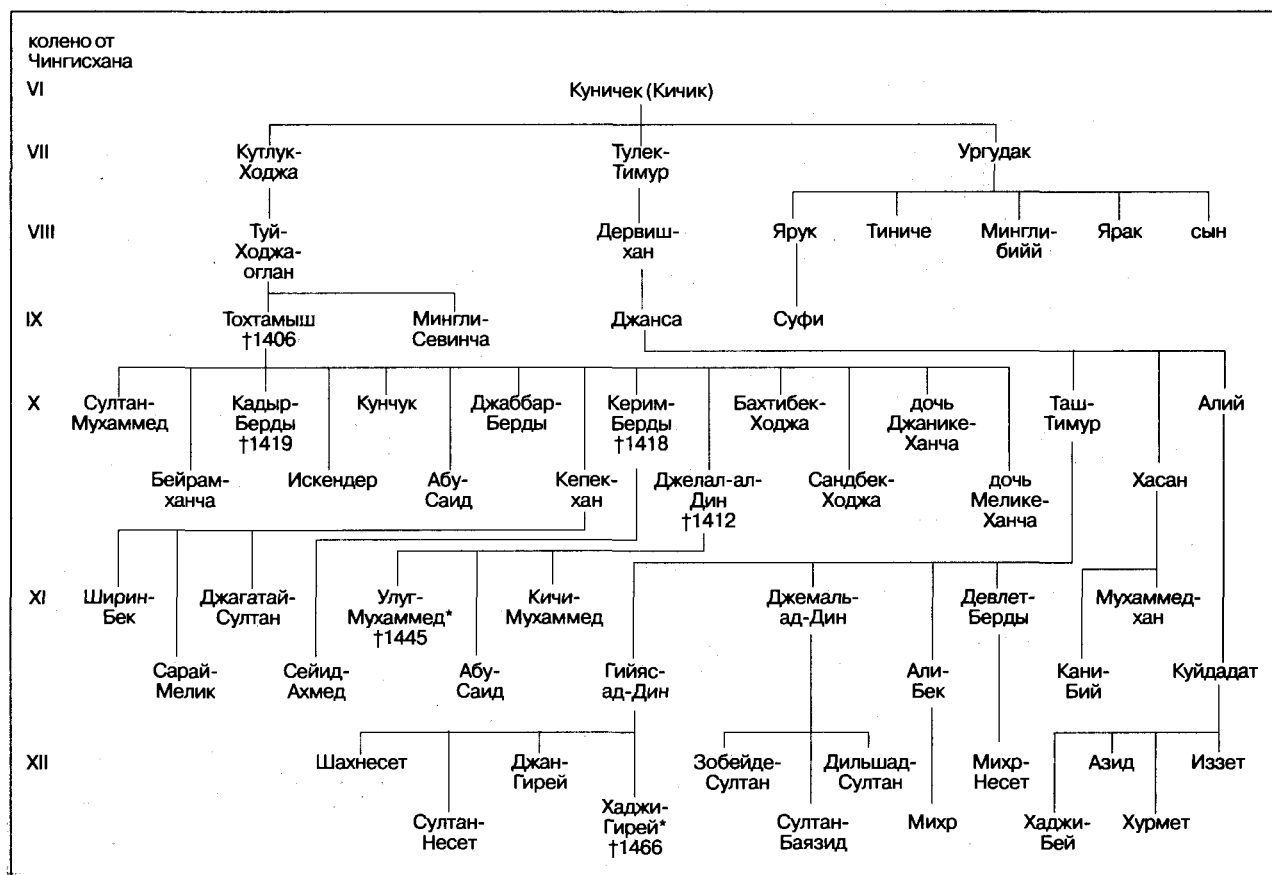 колено от
Чингисхана
VI
Куничек (Кичик)
VII
Кутлук-
Ходжа
Тулек-
Тимур
Ургудак
VIII
Туй-
Ходжа-
оглан
Дервиш-
хан
Ярук
Тиниче
Мингли-
бийй
Ярак
сын
IX
Тохтамыш
†1406
Мингли-
Севинча
Джанса
Суфи
X
Султан-
Мухаммед
Кадыр-
Берды
†1419
Кунчук
Джаббар-
Берды
Керим-
Берды
†1418
Бахтибек-
Ходжа
дочь
Джанике-
Ханча
Таш-
Тимур
Алий
Бейрам-
ханча
Искендер
Абу-
Саид
Кепек-
хан
Джелал-ал-
Дин
†1412
Сандбек-
Ходжа
дочь
Мелике-
Ханча
Хасан
XI
Ширин-
Бек
Джагатай-
Султан
Улуг-
Мухаммед*
†1445
Кичи-
Мухаммед
Джемаль-
ад-Дин
Девлет-
Берды
Мухаммед-
хан
Сарай-
Мелик
Сейид-
Ахмед
Абу-
Саид
Гийяс-
ад-Дин
Али-
Бек
Кани-
Бий
Куйдадат
XII
Шахнесет
Джан-
Гирей
Зобейде-
Султан
Дильшад-
Султан
Михр-
Несет
Азид
Иззет
Султан-
Несет
Хаджи-
Гирей*
†1466
Султан-
Баязид
Михр
Хаджи-
Бей
Хурмет